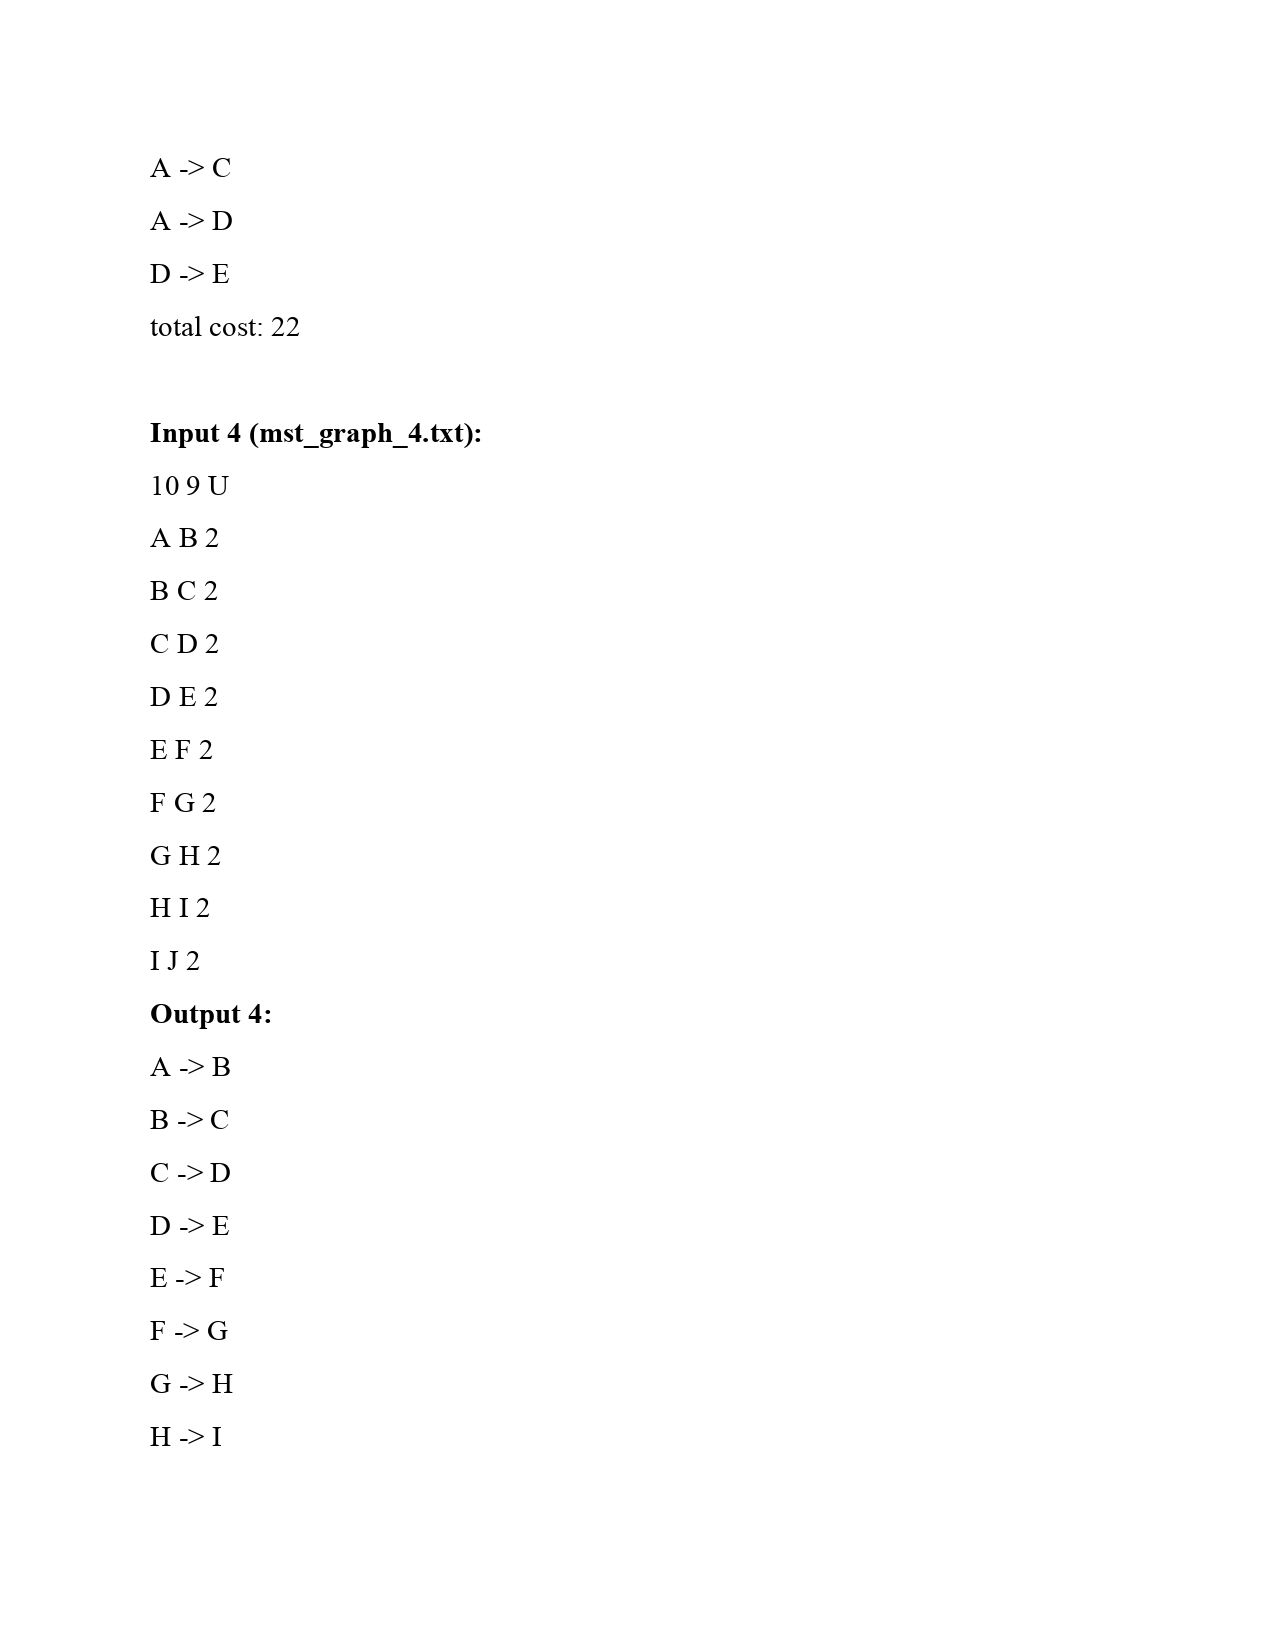 A -> C
A -> D
D -> E
total cost: 22
Input 4 (mst_graph_4.txt):
10 9 U
A B 2
B C 2
C D 2
D E 2
E F 2
F G 2
G H 2
H I 2
I J 2
Output 4:
A -> B
B -> C
C -> D
D -> E
E -> F
F -> G
G -> H
H -> I